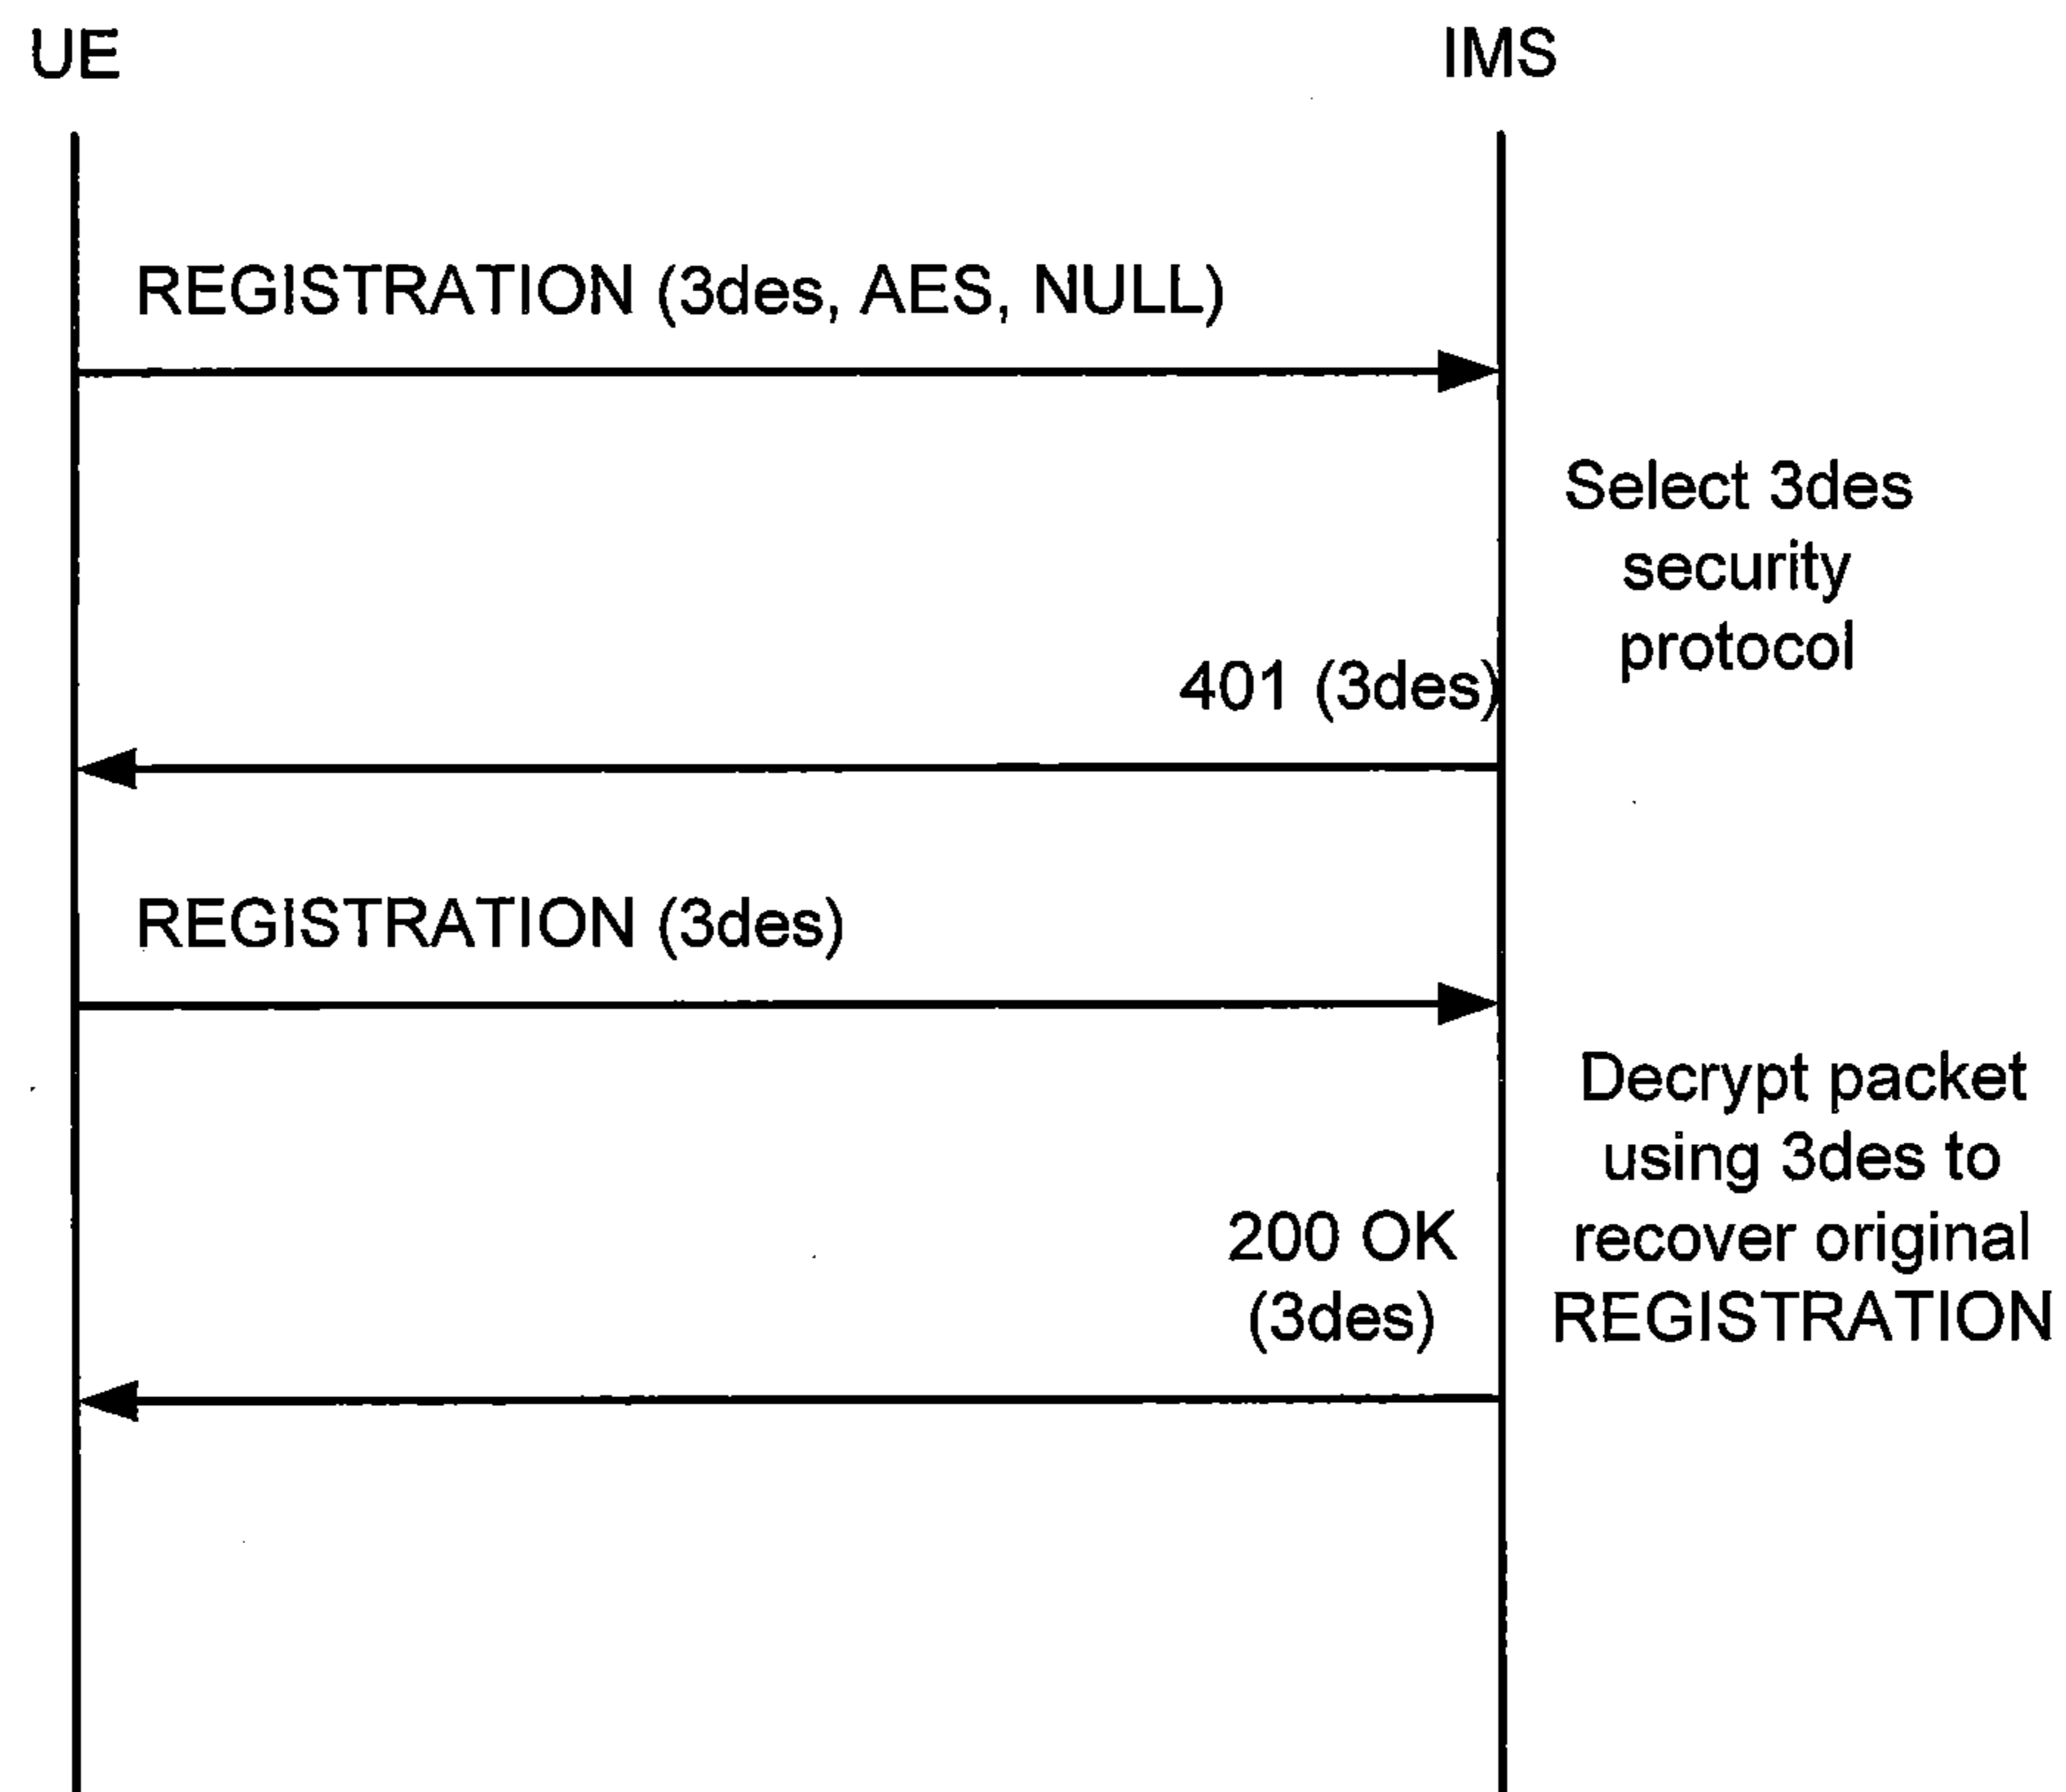 UE
IMS
REGISTRATION (3des, AES, NULL)
Select 3des
security
protocol
401 (3des)
REGISTRATION (3des)
Decrypt packet
using 3des to
recover original
REGISTRATION
200 OK
(3des)